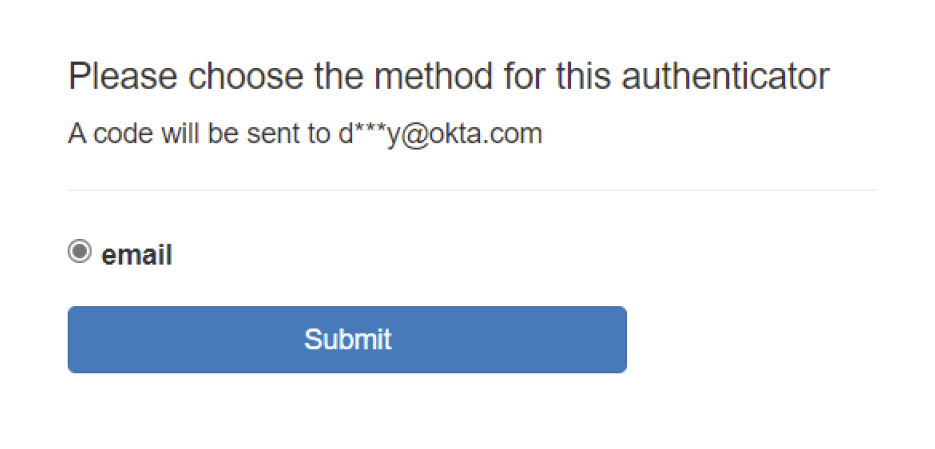 Please choose the method for this authenticator
A code will be sent to d***y@okta.com
email
Submit